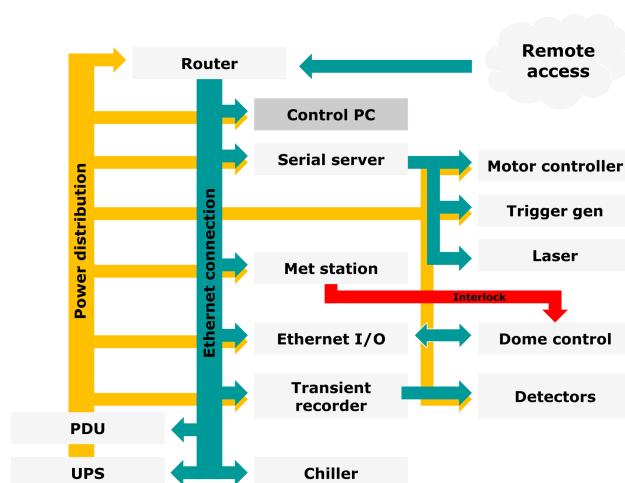 Remote
access
Router
Control PC
Serial server
Motor controller
Trigger gen
Laser
Power distribution
Ethernet connection
Met station
Interlock
Ethernet I/O
Dome control
Transient
recorder
Detectors
PDU
UPS
Chiller